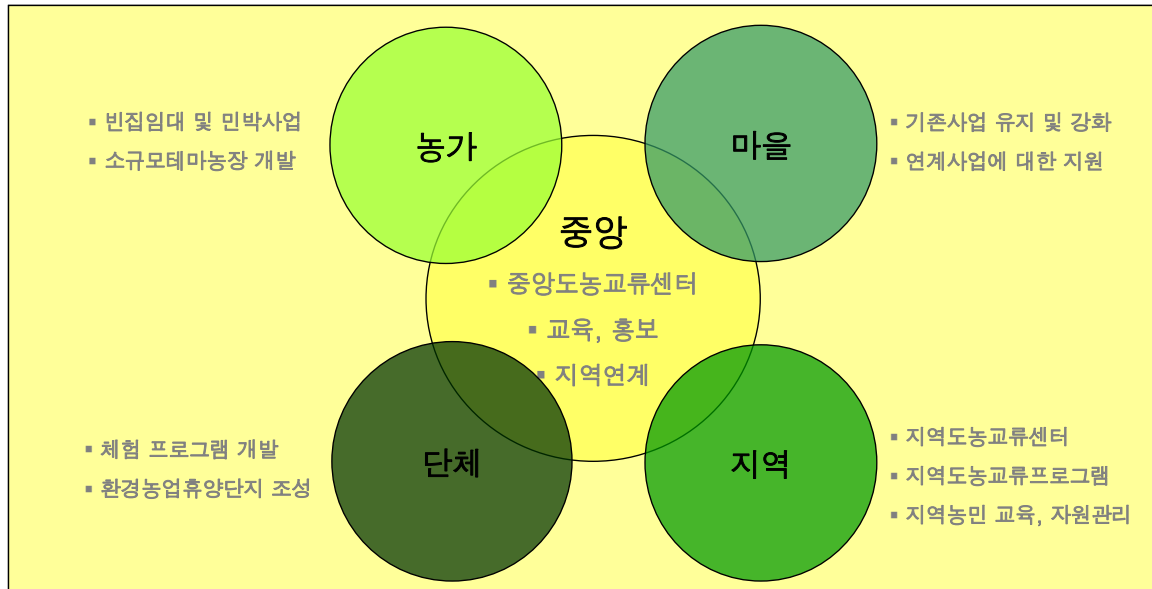 농가
▪ 빈집임대 및 민박사업
▪ 소규모테마농장 개발
마을
▪ 기존사업 유지 및 강화
▪ 연계사업에 대한 지원
중앙
▪ 중앙도농교류센터
▪ 교육, 홍보
▪ 지역연계
단체
▪ 체험 프로그램 개발
▪ 환경농업휴양단지 조성
지역
▪ 지역도농교류센터
▪ 지역도농교류프로그램
▪ 지역농민 교육, 자원관리